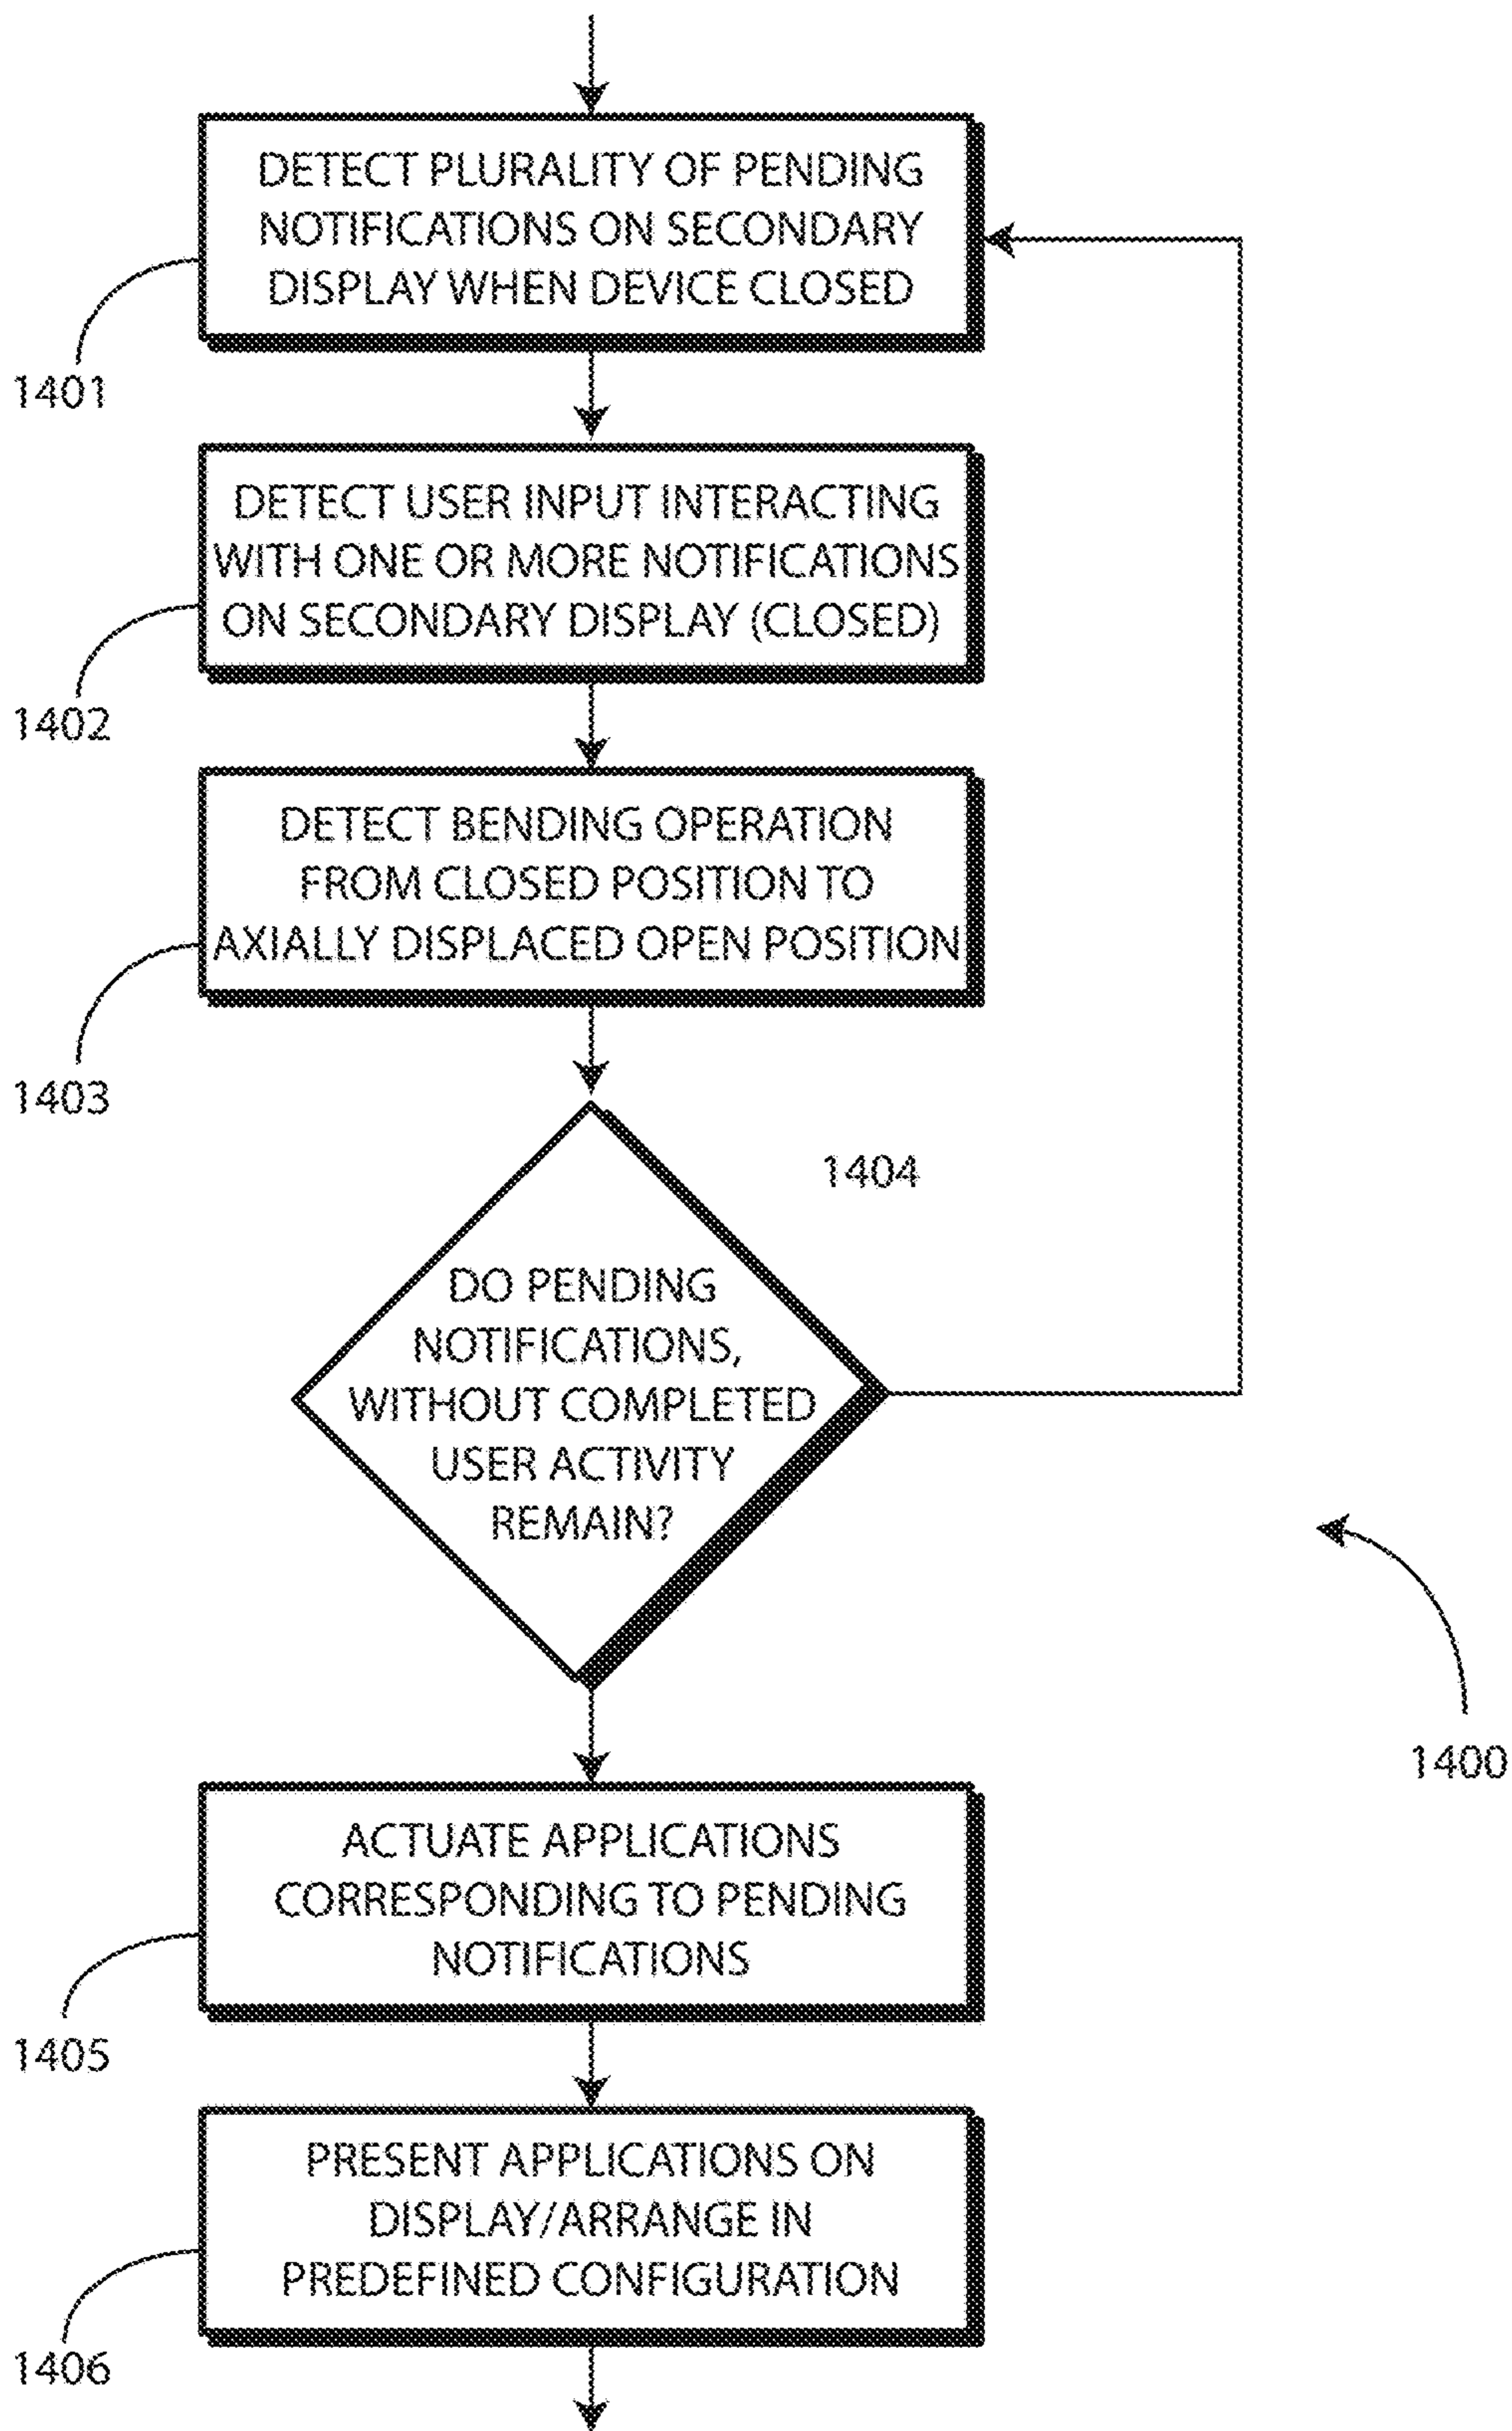 DETECT PLURALITY OF PENDING
NOTIFICATIONS ON SECONDARY
DISPLAY WHEN DEVICE CLOSED
1401
DETECT USER INPUT INTERACTING
WITH ONE OR MORE NOTIFICATIONS
ON SECONDARY DISPLAY (CLOSED)
1402
DETECT BENDING OPERATION
FROM CLOSED POSITION TO
AXIALLY DISPLACED OPEN POSITION
1403
1404
DO PENDING
NOTIFICATIONS,
WITHOUT COMPLETED
USER ACTIVITY
REMAIN?
1400
ACTUATE APPLICATIONS
CORRESPONDING TO PENDING
NOTIFICATIONS
1405
PRESENT APPLICATIONS ON
DISPLAY/ARRANGE IN
PREDEFINED CONFIGURATION
1406